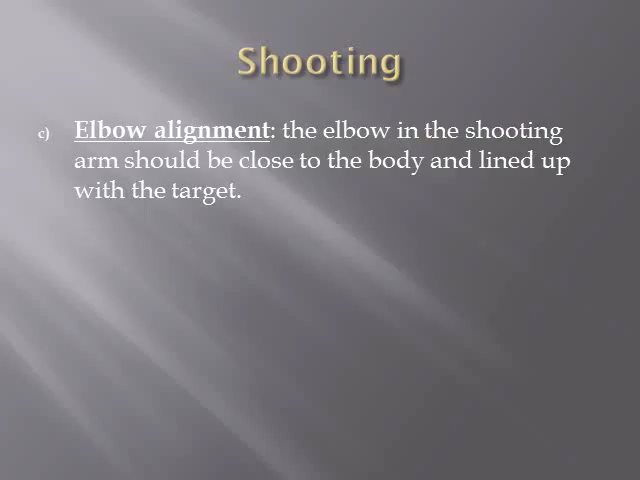 Shooting
c) Elbow alignment: the elbow in the shooting
arm should be close to the body and lined up
with the target.